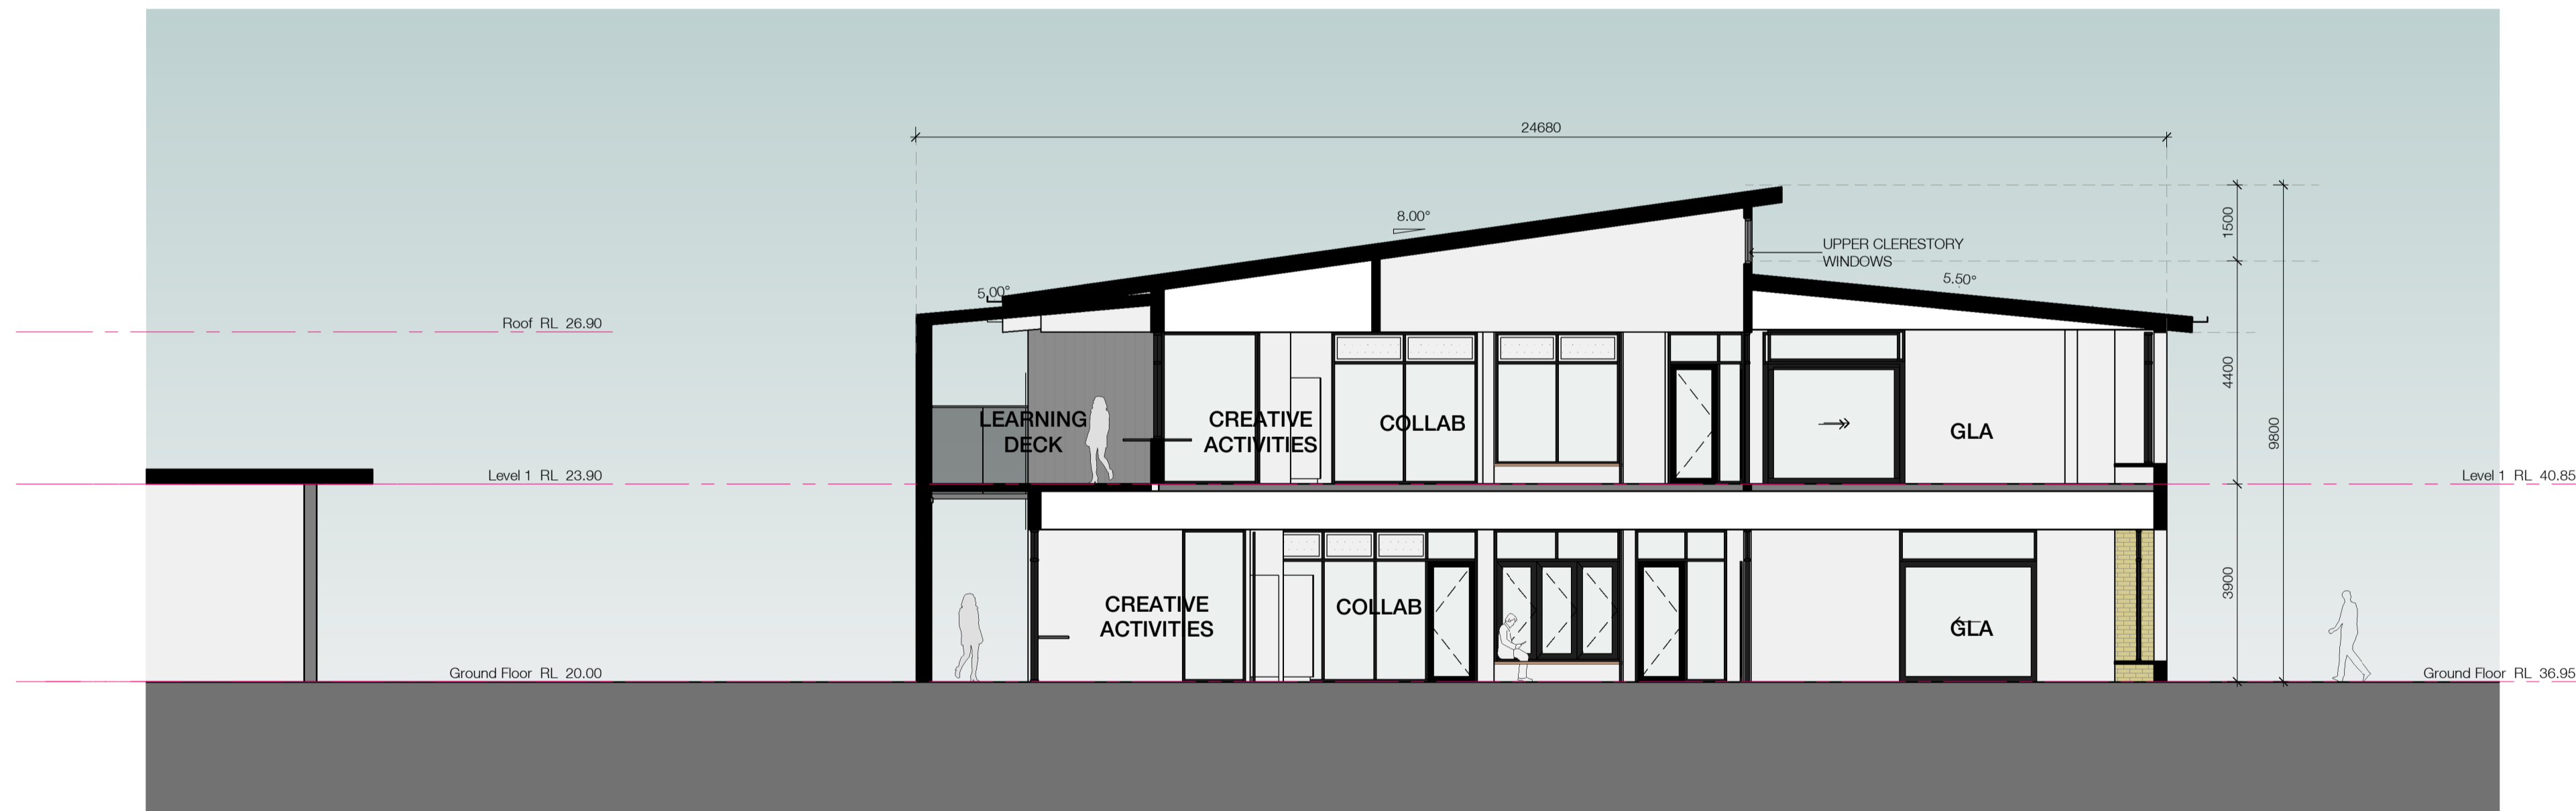 24680
8.00°
UPPER CLERESTORY
WINDOWS
1500
5.00°
5.50°
Roof RL 26.90
4400
9800
LEARNING
DECK
CREATIVE
ACTIVITIES
COLLAB
GLA
Level 1 RL 23.90
Level 1 RL 40.85
3900
CREATIVE
ACTIVITIES
COLLAB
GLA
Ground Floor RL 20.00
Ground Floor RL 36.95